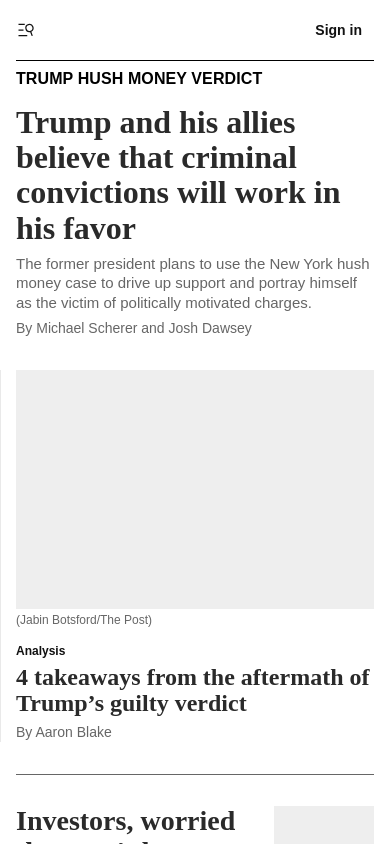 Sign in
TRUMP HUSH MONEY VERDICT
Trump and his allies
believe that criminal
convictions will work in
his favor
The former president plans to use the New York hush
money case to drive up support and portray himself
as the victim of politically motivated charges.
By Michael Scherer and Josh Dawsey
(Jabin Botsford/The Post)
Analysis
4 takeaways from the aftermath of
Trump’s guilty verdict
By Aaron Blake
Investors, worried